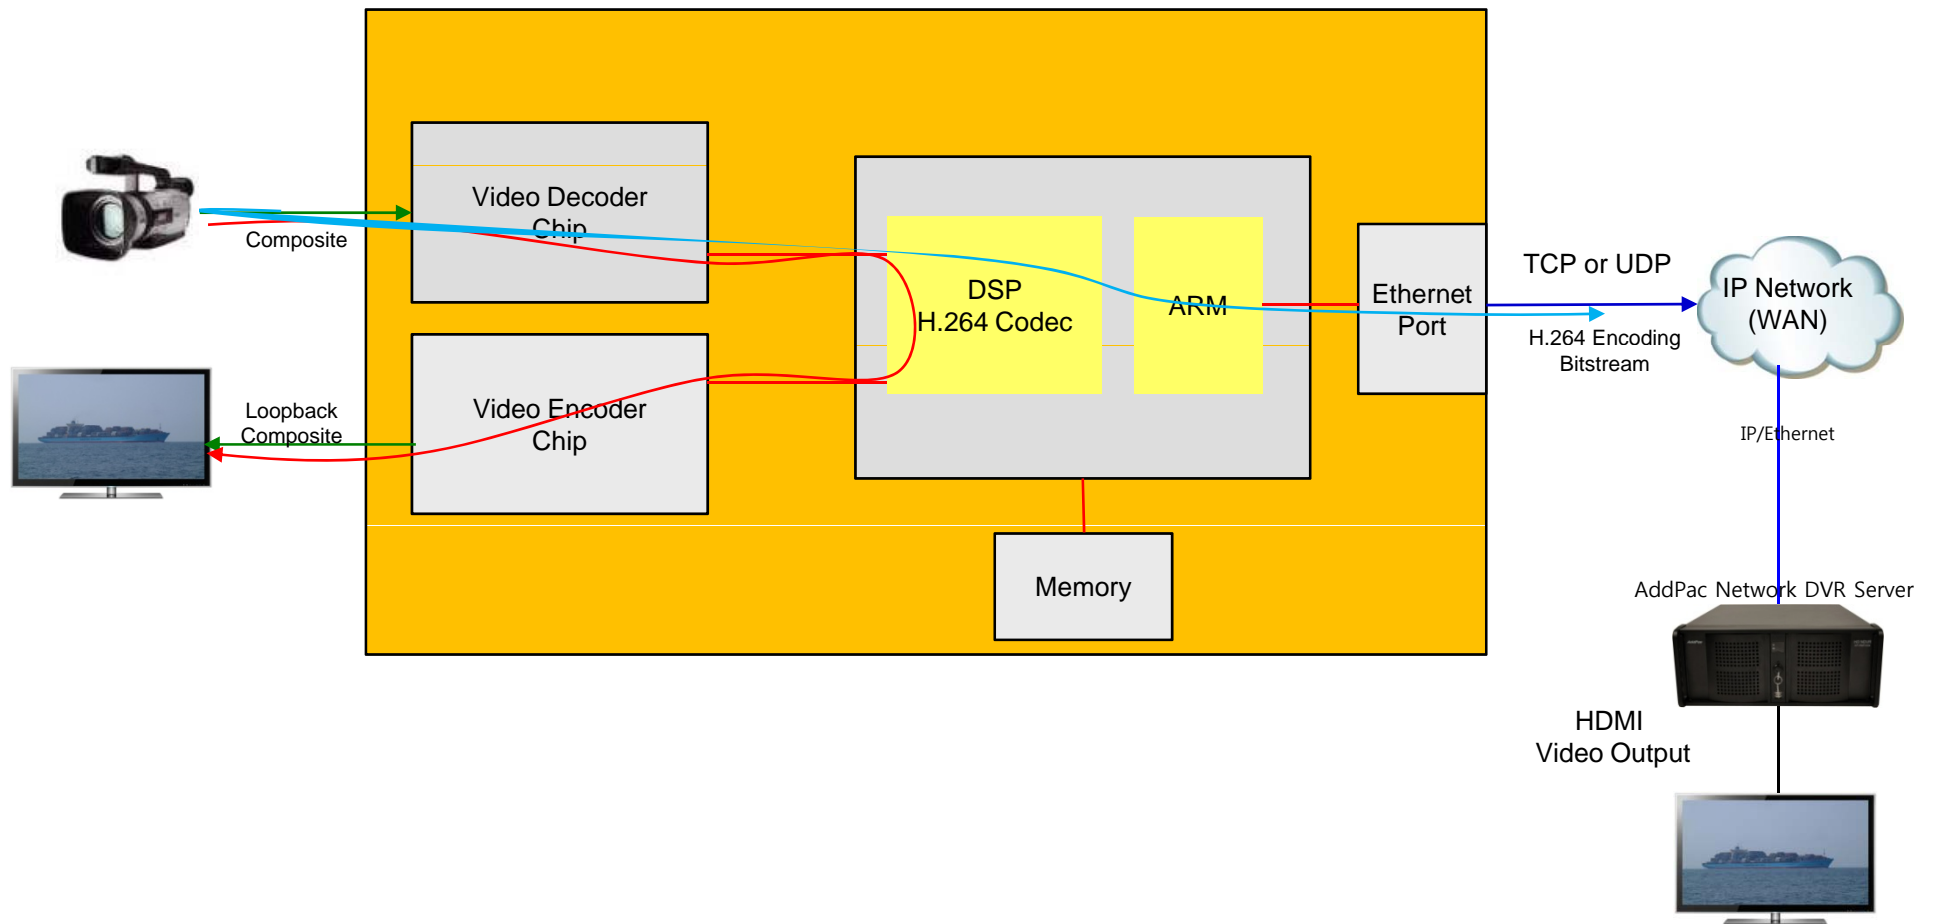 Video Decoder
Chip
Composite
DSP
H.264 Codec
ARM
Ethernet
Port
TCP or UDP
H.264 Encoding
Bitstream
IP Network
(WAN)
Loopback
Composite
Video Encoder
Chip
IP/Ethernet
Memory
AddPac Network DVR Server
HDMI
Video Output